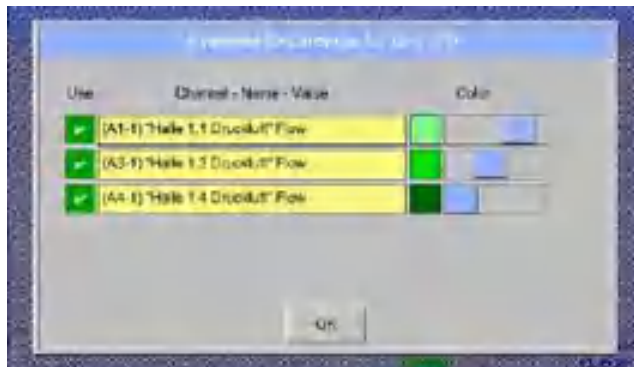 Use Channel - Name - Value Color
(A1-1) "Halle 1.1 Druckluft" Flow
(A3-1) "Halle 1.3 Druckluft" Flow
(A4-1) "Halle 1.4 Druckluft" Flow
OK